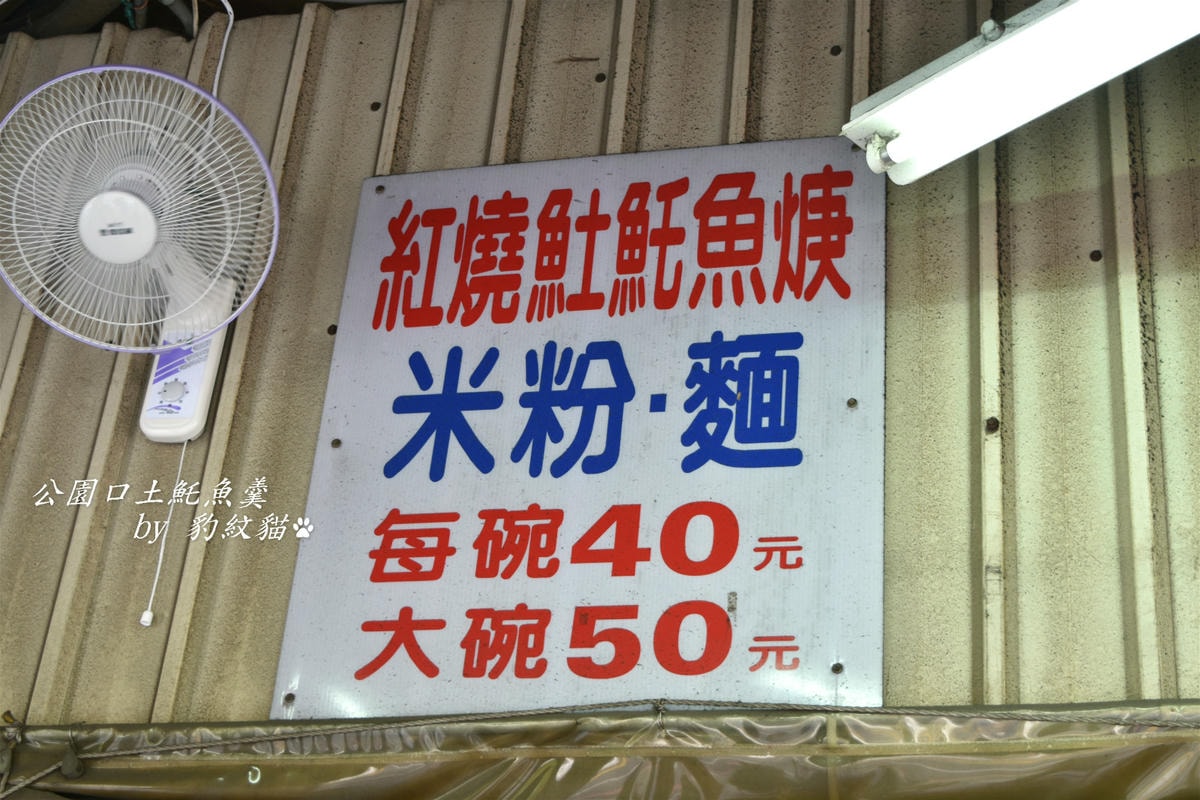 紅燒魠魠魚焿
米粉·麵
每碗40元
大碗50元
公園口土魠魚羹
by 豹紋貓